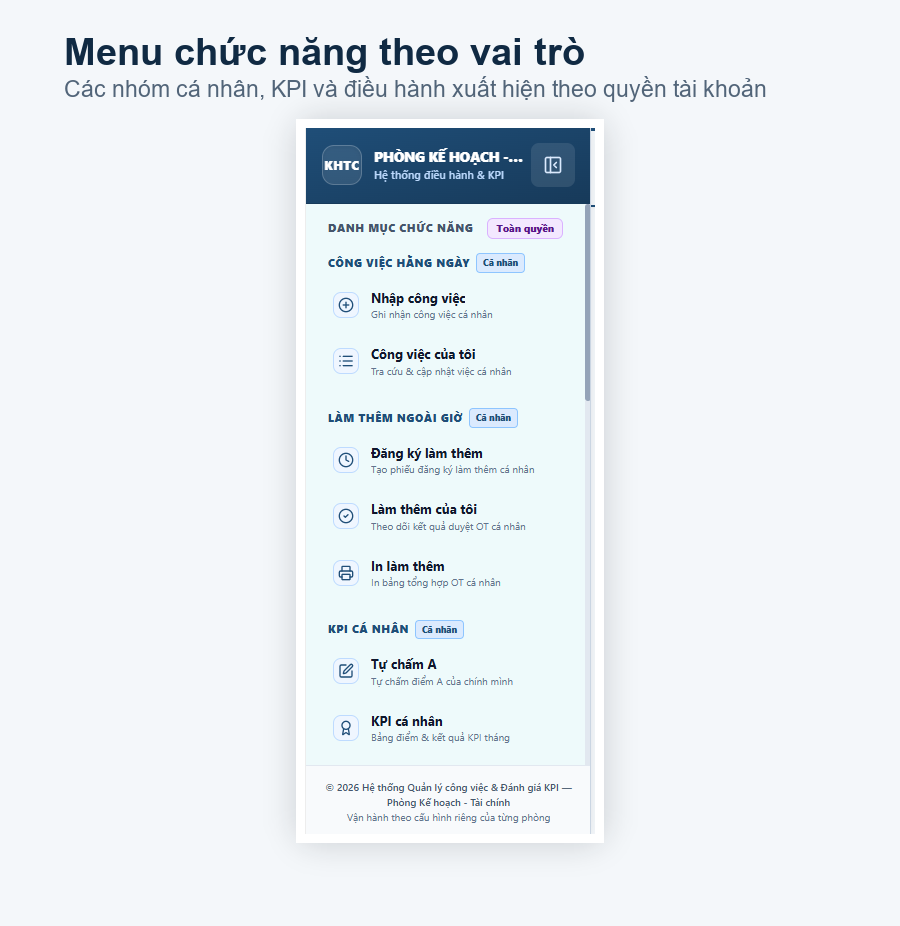 Menu chức năng theo vai trò
Các nhóm cá nhân, KPI và điều hành xuất hiện theo quyền tài khoản
KHTC
PHÒNG KẾ HOẠCH -...
Hệ thống điều hành & KPI
DANH MỤC CHỨC NĂNG
Toàn quyền
CÔNG VIỆC HẰNG NGÀY
Cá nhân
Nhập công việc
Ghi nhận công việc cá nhân
Công việc của tôi
Tra cứu & cập nhật việc cá nhân
LÀM THÊM NGOÀI GIỜ
Cá nhân
Đăng ký làm thêm
Tạo phiếu đăng ký làm thêm cá nhân
Làm thêm của tôi
Theo dõi kết quả duyệt OT cá nhân
In làm thêm
In bảng tổng hợp OT cá nhân
KPI CÁ NHÂN
Cá nhân
Tự chấm A
Tự chấm điểm A của chính mình
KPI cá nhân
Bảng điểm & kết quả KPI tháng
© 2026 Hệ thống Quản lý công việc & Đánh giá KPI —
Phòng Kế hoạch - Tài chính
Vận hành theo cấu hình riêng của từng phòng